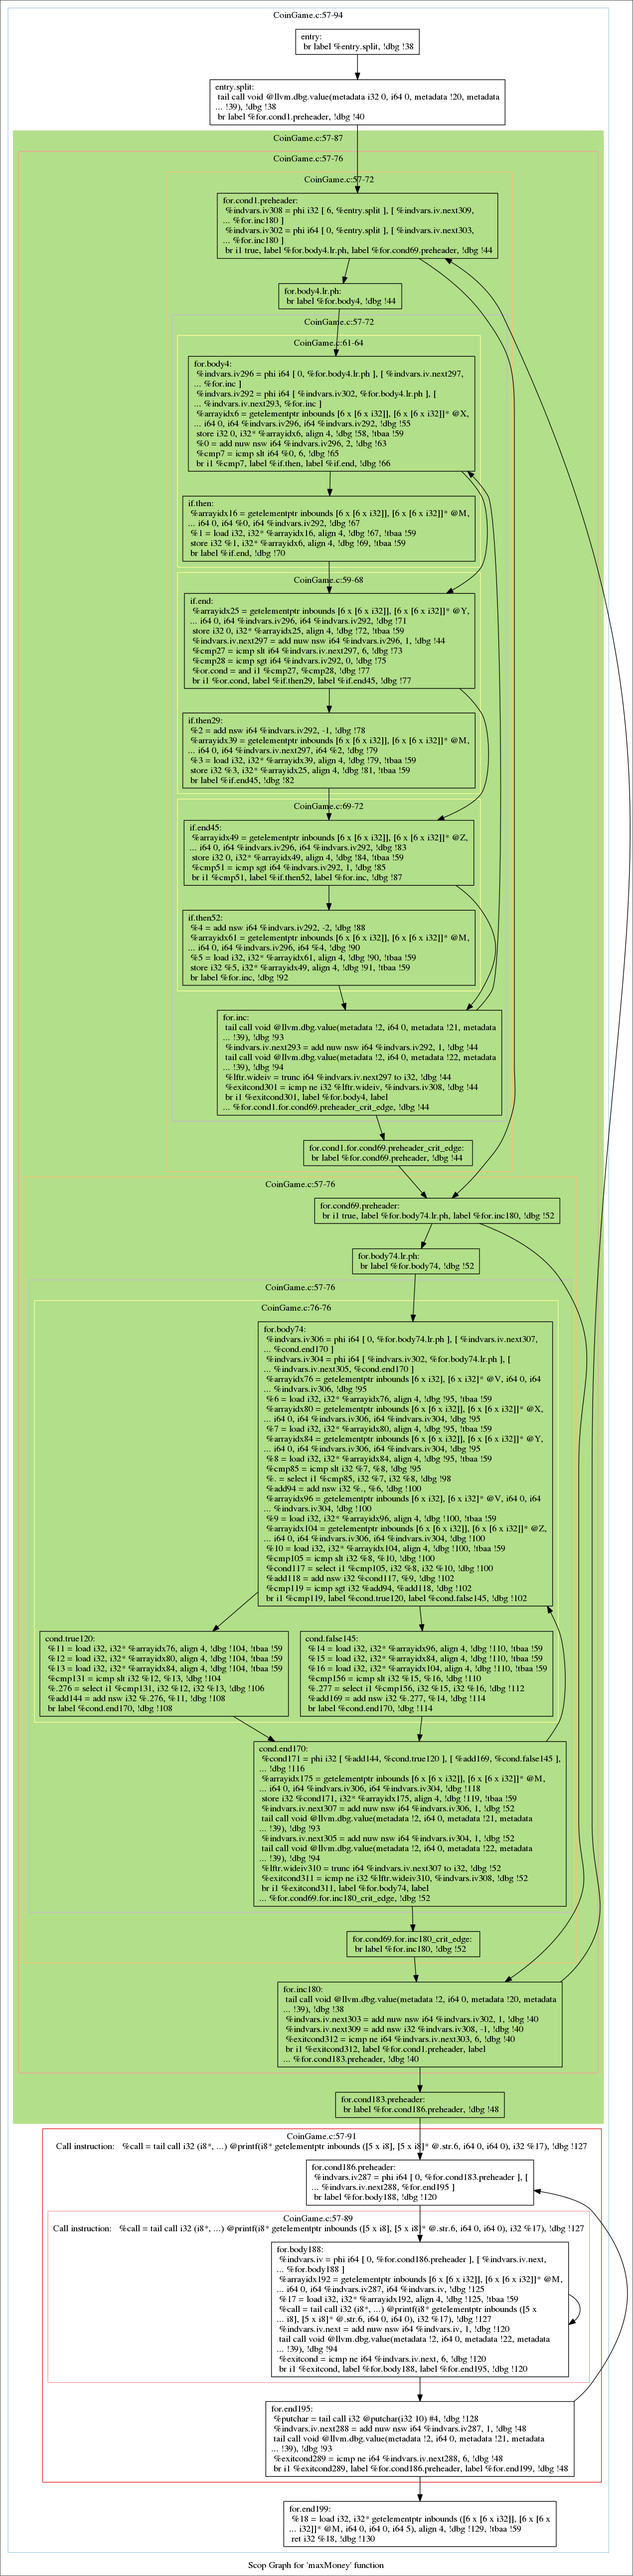 CoinGame.c:57-94
entry:
br label %entry.split, !dbg !38
entry.split:
tail call void @llvm.dbg.value(metadata i32 0, i64 0, metadata !20, metadata
... !39), !dbg !38
br label %for.cond1.preheader, !dbg !40
CoinGame.c:57-87
CoinGame.c:57-76
CoinGame.c:57-72
for.cond1.preheader:
%indvars.iv308 = phi i32 [ 6, %entry.split ], [ %indvars.iv.next309,
... %for.inc180 ]
%indvars.iv302 = phi i64 [ 0, %entry.split ], [ %indvars.iv.next303,
... %for.inc180 ]
br i1 true, label %for.body4.lr.ph, label %for.cond69.preheader, !dbg !44
for.body4.lr.ph:
br label %for.body4, !dbg !44
CoinGame.c:57-72
CoinGame.c:61-64
for.body4:
%indvars.iv296 = phi i64 [ 0, %for.body4.lr.ph ], [ %indvars.iv.next297,
... %for.inc ]
%indvars.iv292 = phi i64 [ %indvars.iv302, %for.body4.lr.ph ], [
... %indvars.iv.next293, %for.inc ]
%arrayidx6 = getelementptr inbounds [6 x [6 x i32]], [6 x [6 x i32]]* @X,
... i64 0, i64 %indvars.iv296, i64 %indvars.iv292, !dbg !55
store i32 0, i32* %arrayidx6, align 4, !dbg !58, !tbaa !59
%0 = add nuw nsw i64 %indvars.iv296, 2, !dbg !63
%cmp7 = icmp slt i64 %0, 6, !dbg !65
br i1 %cmp7, label %if.then, label %if.end, !dbg !66
if.then:
%arrayidx16 = getelementptr inbounds [6 x [6 x i32]], [6 x [6 x i32]]* @M,
... i64 0, i64 %0, i64 %indvars.iv292, !dbg !67
%1 = load i32, i32* %arrayidx16, align 4, !dbg !67, !tbaa !59
store i32 %1, i32* %arrayidx6, align 4, !dbg !69, !tbaa !59
br label %if.end, !dbg !70
CoinGame.c:59-68
if.end:
%arrayidx25 = getelementptr inbounds [6 x [6 x i32]], [6 x [6 x i32]]* @Y,
... i64 0, i64 %indvars.iv296, i64 %indvars.iv292, !dbg !71
store i32 0, i32* %arrayidx25, align 4, !dbg !72, !tbaa !59
%indvars.iv.next297 = add nuw nsw i64 %indvars.iv296, 1, !dbg !44
%cmp27 = icmp slt i64 %indvars.iv.next297, 6, !dbg !73
%cmp28 = icmp sgt i64 %indvars.iv292, 0, !dbg !75
%or.cond = and i1 %cmp27, %cmp28, !dbg !77
br i1 %or.cond, label %if.then29, label %if.end45, !dbg !77
if.then29:
%2 = add nsw i64 %indvars.iv292, -1, !dbg !78
%arrayidx39 = getelementptr inbounds [6 x [6 x i32]], [6 x [6 x i32]]* @M,
... i64 0, i64 %indvars.iv.next297, i64 %2, !dbg !79
%3 = load i32, i32* %arrayidx39, align 4, !dbg !79, !tbaa !59
store i32 %3, i32* %arrayidx25, align 4, !dbg !81, !tbaa !59
br label %if.end45, !dbg !82
CoinGame.c:69-72
if.end45:
%arrayidx49 = getelementptr inbounds [6 x [6 x i32]], [6 x [6 x i32]]* @Z,
... i64 0, i64 %indvars.iv296, i64 %indvars.iv292, !dbg !83
store i32 0, i32* %arrayidx49, align 4, !dbg !84, !tbaa !59
%cmp51 = icmp sgt i64 %indvars.iv292, 1, !dbg !85
br i1 %cmp51, label %if.then52, label %for.inc, !dbg !87
if.then52:
%4 = add nsw i64 %indvars.iv292, -2, !dbg !88
%arrayidx61 = getelementptr inbounds [6 x [6 x i32]], [6 x [6 x i32]]* @M,
... i64 0, i64 %indvars.iv296, i64 %4, !dbg !90
%5 = load i32, i32* %arrayidx61, align 4, !dbg !90, !tbaa !59
store i32 %5, i32* %arrayidx49, align 4, !dbg !91, !tbaa !59
br label %for.inc, !dbg !92
for.inc:
tail call void @llvm.dbg.value(metadata !2, i64 0, metadata !21, metadata
... !39), !dbg !93
%indvars.iv.next293 = add nuw nsw i64 %indvars.iv292, 1, !dbg !44
tail call void @llvm.dbg.value(metadata !2, i64 0, metadata !22, metadata
... !39), !dbg !94
%lftr.wideiv = trunc i64 %indvars.iv.next297 to i32, !dbg !44
%exitcond301 = icmp ne i32 %lftr.wideiv, %indvars.iv308, !dbg !44
br i1 %exitcond301, label %for.body4, label
... %for.cond1.for.cond69.preheader_crit_edge, !dbg !44
for.cond1.for.cond69.preheader_crit_edge:
br label %for.cond69.preheader, !dbg !44
CoinGame.c:57-76
for.cond69.preheader:
br i1 true, label %for.body74.lr.ph, label %for.inc180, !dbg !52
for.body74.lr.ph:
br label %for.body74, !dbg !52
CoinGame.c:57-76
CoinGame.c:76-76
for.body74:
%indvars.iv306 = phi i64 [ 0, %for.body74.lr.ph ], [ %indvars.iv.next307,
... %cond.end170 ]
%indvars.iv304 = phi i64 [ %indvars.iv302, %for.body74.lr.ph ], [
... %indvars.iv.next305, %cond.end170 ]
%arrayidx76 = getelementptr inbounds [6 x i32], [6 x i32]* @V, i64 0, i64
... %indvars.iv306, !dbg !95
%6 = load i32, i32* %arrayidx76, align 4, !dbg !95, !tbaa !59
%arrayidx80 = getelementptr inbounds [6 x [6 x i32]], [6 x [6 x i32]]* @X,
... i64 0, i64 %indvars.iv306, i64 %indvars.iv304, !dbg !95
%7 = load i32, i32* %arrayidx80, align 4, !dbg !95, !tbaa !59
%arrayidx84 = getelementptr inbounds [6 x [6 x i32]], [6 x [6 x i32]]* @Y,
... i64 0, i64 %indvars.iv306, i64 %indvars.iv304, !dbg !95
%8 = load i32, i32* %arrayidx84, align 4, !dbg !95, !tbaa !59
%cmp85 = icmp slt i32 %7, %8, !dbg !95
%. = select i1 %cmp85, i32 %7, i32 %8, !dbg !98
%add94 = add nsw i32 %., %6, !dbg !100
%arrayidx96 = getelementptr inbounds [6 x i32], [6 x i32]* @V, i64 0, i64
... %indvars.iv304, !dbg !100
%9 = load i32, i32* %arrayidx96, align 4, !dbg !100, !tbaa !59
%arrayidx104 = getelementptr inbounds [6 x [6 x i32]], [6 x [6 x i32]]* @Z,
... i64 0, i64 %indvars.iv306, i64 %indvars.iv304, !dbg !100
%10 = load i32, i32* %arrayidx104, align 4, !dbg !100, !tbaa !59
%cmp105 = icmp slt i32 %8, %10, !dbg !100
%cond117 = select i1 %cmp105, i32 %8, i32 %10, !dbg !100
%add118 = add nsw i32 %cond117, %9, !dbg !102
%cmp119 = icmp sgt i32 %add94, %add118, !dbg !102
br i1 %cmp119, label %cond.true120, label %cond.false145, !dbg !102
cond.true120:
%11 = load i32, i32* %arrayidx76, align 4, !dbg !104, !tbaa !59
%12 = load i32, i32* %arrayidx80, align 4, !dbg !104, !tbaa !59
%13 = load i32, i32* %arrayidx84, align 4, !dbg !104, !tbaa !59
%cmp131 = icmp slt i32 %12, %13, !dbg !104
%.276 = select i1 %cmp131, i32 %12, i32 %13, !dbg !106
%add144 = add nsw i32 %.276, %11, !dbg !108
br label %cond.end170, !dbg !108
cond.false145:
%14 = load i32, i32* %arrayidx96, align 4, !dbg !110, !tbaa !59
%15 = load i32, i32* %arrayidx84, align 4, !dbg !110, !tbaa !59
%16 = load i32, i32* %arrayidx104, align 4, !dbg !110, !tbaa !59
%cmp156 = icmp slt i32 %15, %16, !dbg !110
%.277 = select i1 %cmp156, i32 %15, i32 %16, !dbg !112
%add169 = add nsw i32 %.277, %14, !dbg !114
br label %cond.end170, !dbg !114
cond.end170:
%cond171 = phi i32 [ %add144, %cond.true120 ], [ %add169, %cond.false145 ],
... !dbg !116
%arrayidx175 = getelementptr inbounds [6 x [6 x i32]], [6 x [6 x i32]]* @M,
... i64 0, i64 %indvars.iv306, i64 %indvars.iv304, !dbg !118
store i32 %cond171, i32* %arrayidx175, align 4, !dbg !119, !tbaa !59
%indvars.iv.next307 = add nuw nsw i64 %indvars.iv306, 1, !dbg !52
tail call void @llvm.dbg.value(metadata !2, i64 0, metadata !21, metadata
... !39), !dbg !93
%indvars.iv.next305 = add nuw nsw i64 %indvars.iv304, 1, !dbg !52
tail call void @llvm.dbg.value(metadata !2, i64 0, metadata !22, metadata
... !39), !dbg !94
%lftr.wideiv310 = trunc i64 %indvars.iv.next307 to i32, !dbg !52
%exitcond311 = icmp ne i32 %lftr.wideiv310, %indvars.iv308, !dbg !52
br i1 %exitcond311, label %for.body74, label
... %for.cond69.for.inc180_crit_edge, !dbg !52
for.cond69.for.inc180_crit_edge:
br label %for.inc180, !dbg !52
for.inc180:
tail call void @llvm.dbg.value(metadata !2, i64 0, metadata !20, metadata
... !39), !dbg !38
%indvars.iv.next303 = add nuw nsw i64 %indvars.iv302, 1, !dbg !40
%indvars.iv.next309 = add nsw i32 %indvars.iv308, -1, !dbg !40
%exitcond312 = icmp ne i64 %indvars.iv.next303, 6, !dbg !40
br i1 %exitcond312, label %for.cond1.preheader, label
... %for.cond183.preheader, !dbg !40
for.cond183.preheader:
br label %for.cond186.preheader, !dbg !48
CoinGame.c:57-91
Call instruction: %call = tail call i32 (i8*, ...) @printf(i8* getelementptr inbounds ([5 x i8], [5 x i8]* @.str.6, i64 0, i64 0), i32 %17), !dbg !127
for.cond186.preheader:
%indvars.iv287 = phi i64 [ 0, %for.cond183.preheader ], [
... %indvars.iv.next288, %for.end195 ]
br label %for.body188, !dbg !120
CoinGame.c:57-89
Call instruction: %call = tail call i32 (i8*, ...) @printf(i8* getelementptr inbounds ([5 x i8], [5 x i8]* @.str.6, i64 0, i64 0), i32 %17), !dbg !127
for.body188:
%indvars.iv = phi i64 [ 0, %for.cond186.preheader ], [ %indvars.iv.next,
... %for.body188 ]
%arrayidx192 = getelementptr inbounds [6 x [6 x i32]], [6 x [6 x i32]]* @M,
... i64 0, i64 %indvars.iv287, i64 %indvars.iv, !dbg !125
%17 = load i32, i32* %arrayidx192, align 4, !dbg !125, !tbaa !59
%call = tail call i32 (i8*, ...) @printf(i8* getelementptr inbounds ([5 x
... i8], [5 x i8]* @.str.6, i64 0, i64 0), i32 %17), !dbg !127
%indvars.iv.next = add nuw nsw i64 %indvars.iv, 1, !dbg !120
tail call void @llvm.dbg.value(metadata !2, i64 0, metadata !22, metadata
... !39), !dbg !94
%exitcond = icmp ne i64 %indvars.iv.next, 6, !dbg !120
br i1 %exitcond, label %for.body188, label %for.end195, !dbg !120
for.end195:
%putchar = tail call i32 @putchar(i32 10) #4, !dbg !128
%indvars.iv.next288 = add nuw nsw i64 %indvars.iv287, 1, !dbg !48
tail call void @llvm.dbg.value(metadata !2, i64 0, metadata !21, metadata
... !39), !dbg !93
%exitcond289 = icmp ne i64 %indvars.iv.next288, 6, !dbg !48
br i1 %exitcond289, label %for.cond186.preheader, label %for.end199, !dbg !48
for.end199:
%18 = load i32, i32* getelementptr inbounds ([6 x [6 x i32]], [6 x [6 x
... i32]]* @M, i64 0, i64 0, i64 5), align 4, !dbg !129, !tbaa !59
ret i32 %18, !dbg !130
Scop Graph for 'maxMoney' function